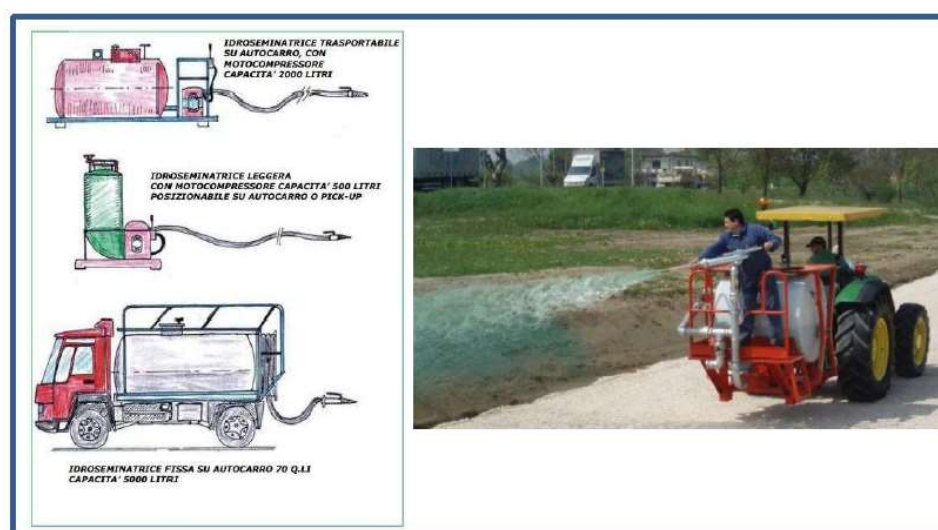 IDROSEMINATRICE TRASPORTABILE
SU AUTOCARRO, CON
MOTOCOMPRESSORE
CAPACITA' 2000 LITRI
IDROSEMINATRICE LEGGERA
CON MOTOCOMPRESSORE CAPACITA' 500 LITRI
POSIZIONABILE SU AUTOCARRO O PICK-UP
IDROSEMINATRICE FISSA SU AUTOCARRO 70 Q.LI
CAPACITA' 5000 LITRI